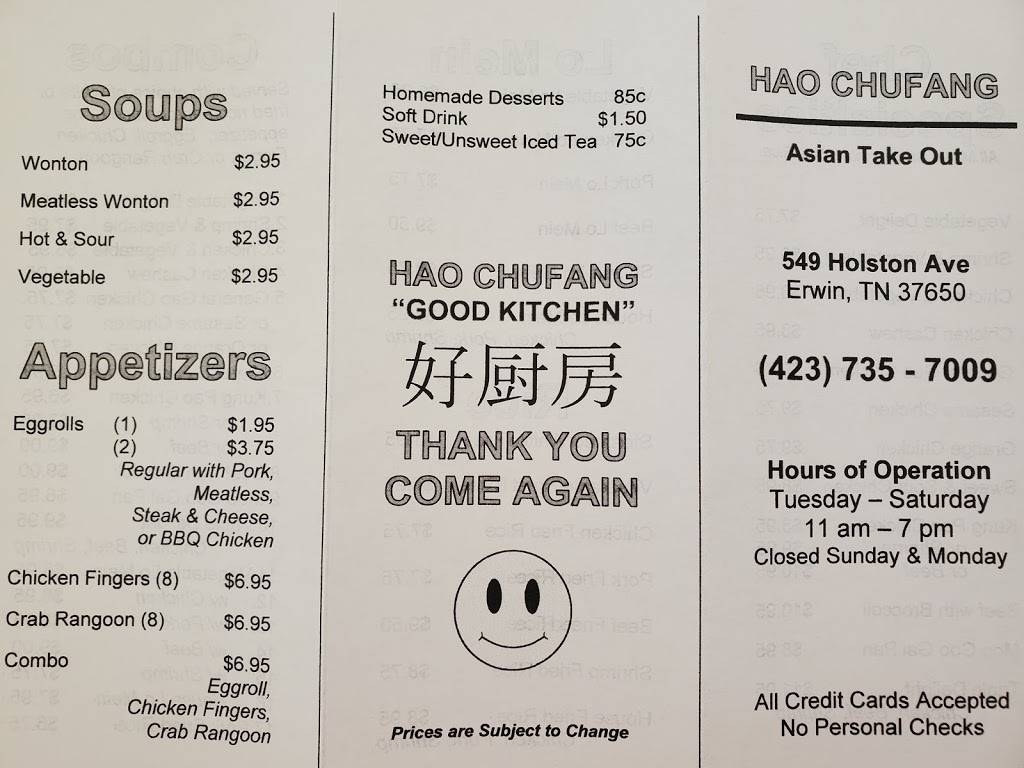 Soups
Wonton $2.95
Meatless Wonton $2.95
Hot & Sour $2.95
Vegetable $2.95
Appetizers
Eggrolls (1) $1.95
(2) $3.75
Regular with Pork,
Meatless,
Steak & Cheese,
or BBQ Chicken
Chicken Fingers (8) $6.95
Crab Rangoon (8) $6.95
Combo $6.95
Eggroll,
Chicken Fingers,
Crab Rangoon
Homemade Desserts 85c
Soft Drink $1.50
Sweet/Unsweet Iced Tea 75c
HAO CHUFANG
“GOOD KITCHEN”
好厨房
THANK YOU
COME AGAIN
Prices are Subject to Change
HAO CHUFANG
Asian Take Out
549 Holston Ave
Erwin, TN 37650
(423) 735 - 7009
Hours of Operation
Tuesday – Saturday
11 am – 7 pm
Closed Sunday & Monday
All Credit Cards Accepted
No Personal Checks